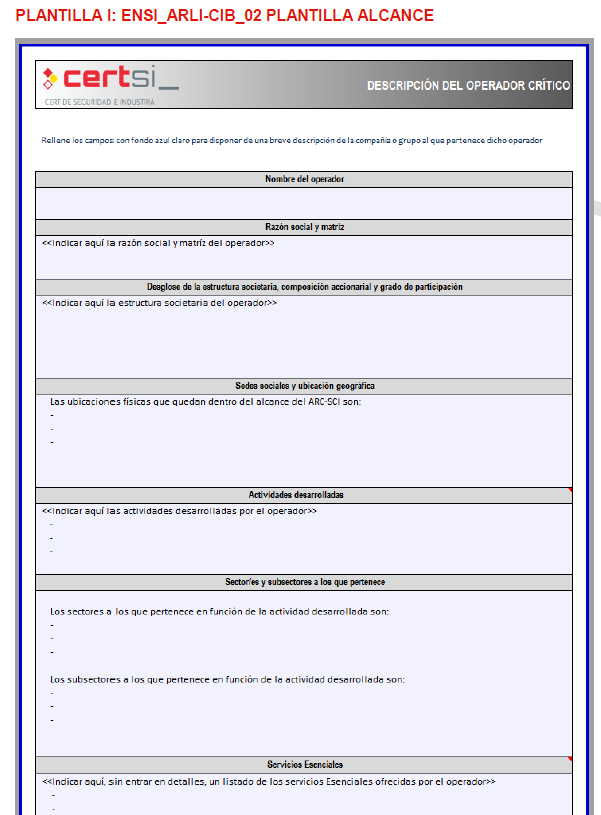 PLANTILLA I: ENSI_ARLI-CIB_02 PLANTILLA ALCANCE
certsi_
CERT DE SEGURIDAD E INDUSTRIA
DESCRIPCIÓN DEL OPERADOR CRÍTICO
Rellene los campos con fondo azul claro para disponer de una breve descripción de la compañía o grupo al que pertenece dicho operador
Nombre del operador
Razón social y matriz
<<Indicar aquí la razón social y matríz del operador>>
Desglose de la estructura societaria, composición accionarial y grado de participación
<<Indicar aquí la estructura societaria del operador>>
Sedes sociales y ubicación geográfica
Las ubicaciones físicas que quedan dentro del alcance del ARC-SCI son:
-
-
-
Actividades desarrolladas
<<Indicar aquí las actividades desarrolladas por el operador>>
-
-
-
Sector/es y subsectores a los que pertenece
Los sectores a los que pertenece en función de la actividad desarrollada son:
-
-
-
Los subsectores a los que pertenece en función de la actividad desarrollada son:
-
-
-
Servicios Esenciales
<<Indicar aquí, sin entrar en detalles, un listado de los servicios Esenciales ofrecidas por el operador>>
-
-